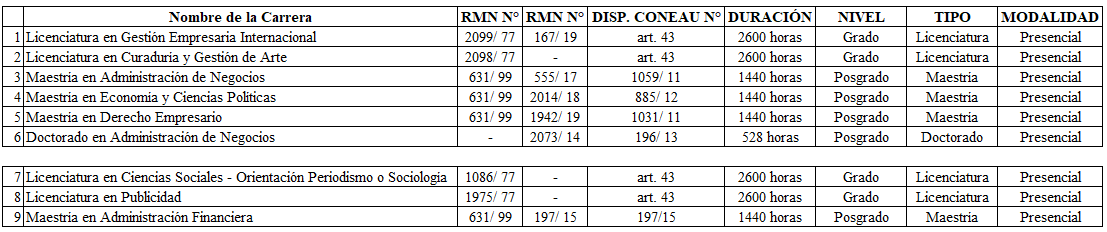 Nombre de la Carrera RMN N° RMN N° DISP. CONEAU N° DURACIÓN NIVEL TIPO MODALIDAD
1 Licenciatura en Gestión Empresaria Internacional 2099/ 77 167/ 19 art. 43 2600 horas Grado Licenciatura Presencial
2 Licenciatura en Curaduría y Gestión de Arte 2098/ 77 - art. 43 2600 horas Grado Licenciatura Presencial
3 Maestría en Administración de Negocios 631/ 99 555/ 17 1059/ 11 1440 horas Posgrado Maestría Presencial
4 Maestría en Economia y Ciencias Políticas 631/ 99 2014/ 18 885/ 12 1440 horas Posgrado Maestría Presencial
5 Maestría en Derecho Empresario 631/ 99 1942/ 19 1031/ 11 1440 horas Posgrado Maestría Presencial
6 Doctorado en Administración de Negocios - 2073/ 14 196/ 13 528 horas Posgrado Doctorado Presencial
7 Licenciatura en Ciencias Sociales - Orientación Periodismo o Sociologia 1086/ 77 - art. 43 2600 horas Grado Licenciatura Presencial
8 Licenciatura en Publicidad 1975/ 77 - art. 43 2600 horas Grado Licenciatura Presencial
9 Maestría en Administración Financiera 631/ 99 197/ 15 197/15 1440 horas Posgrado Maestría Presencial